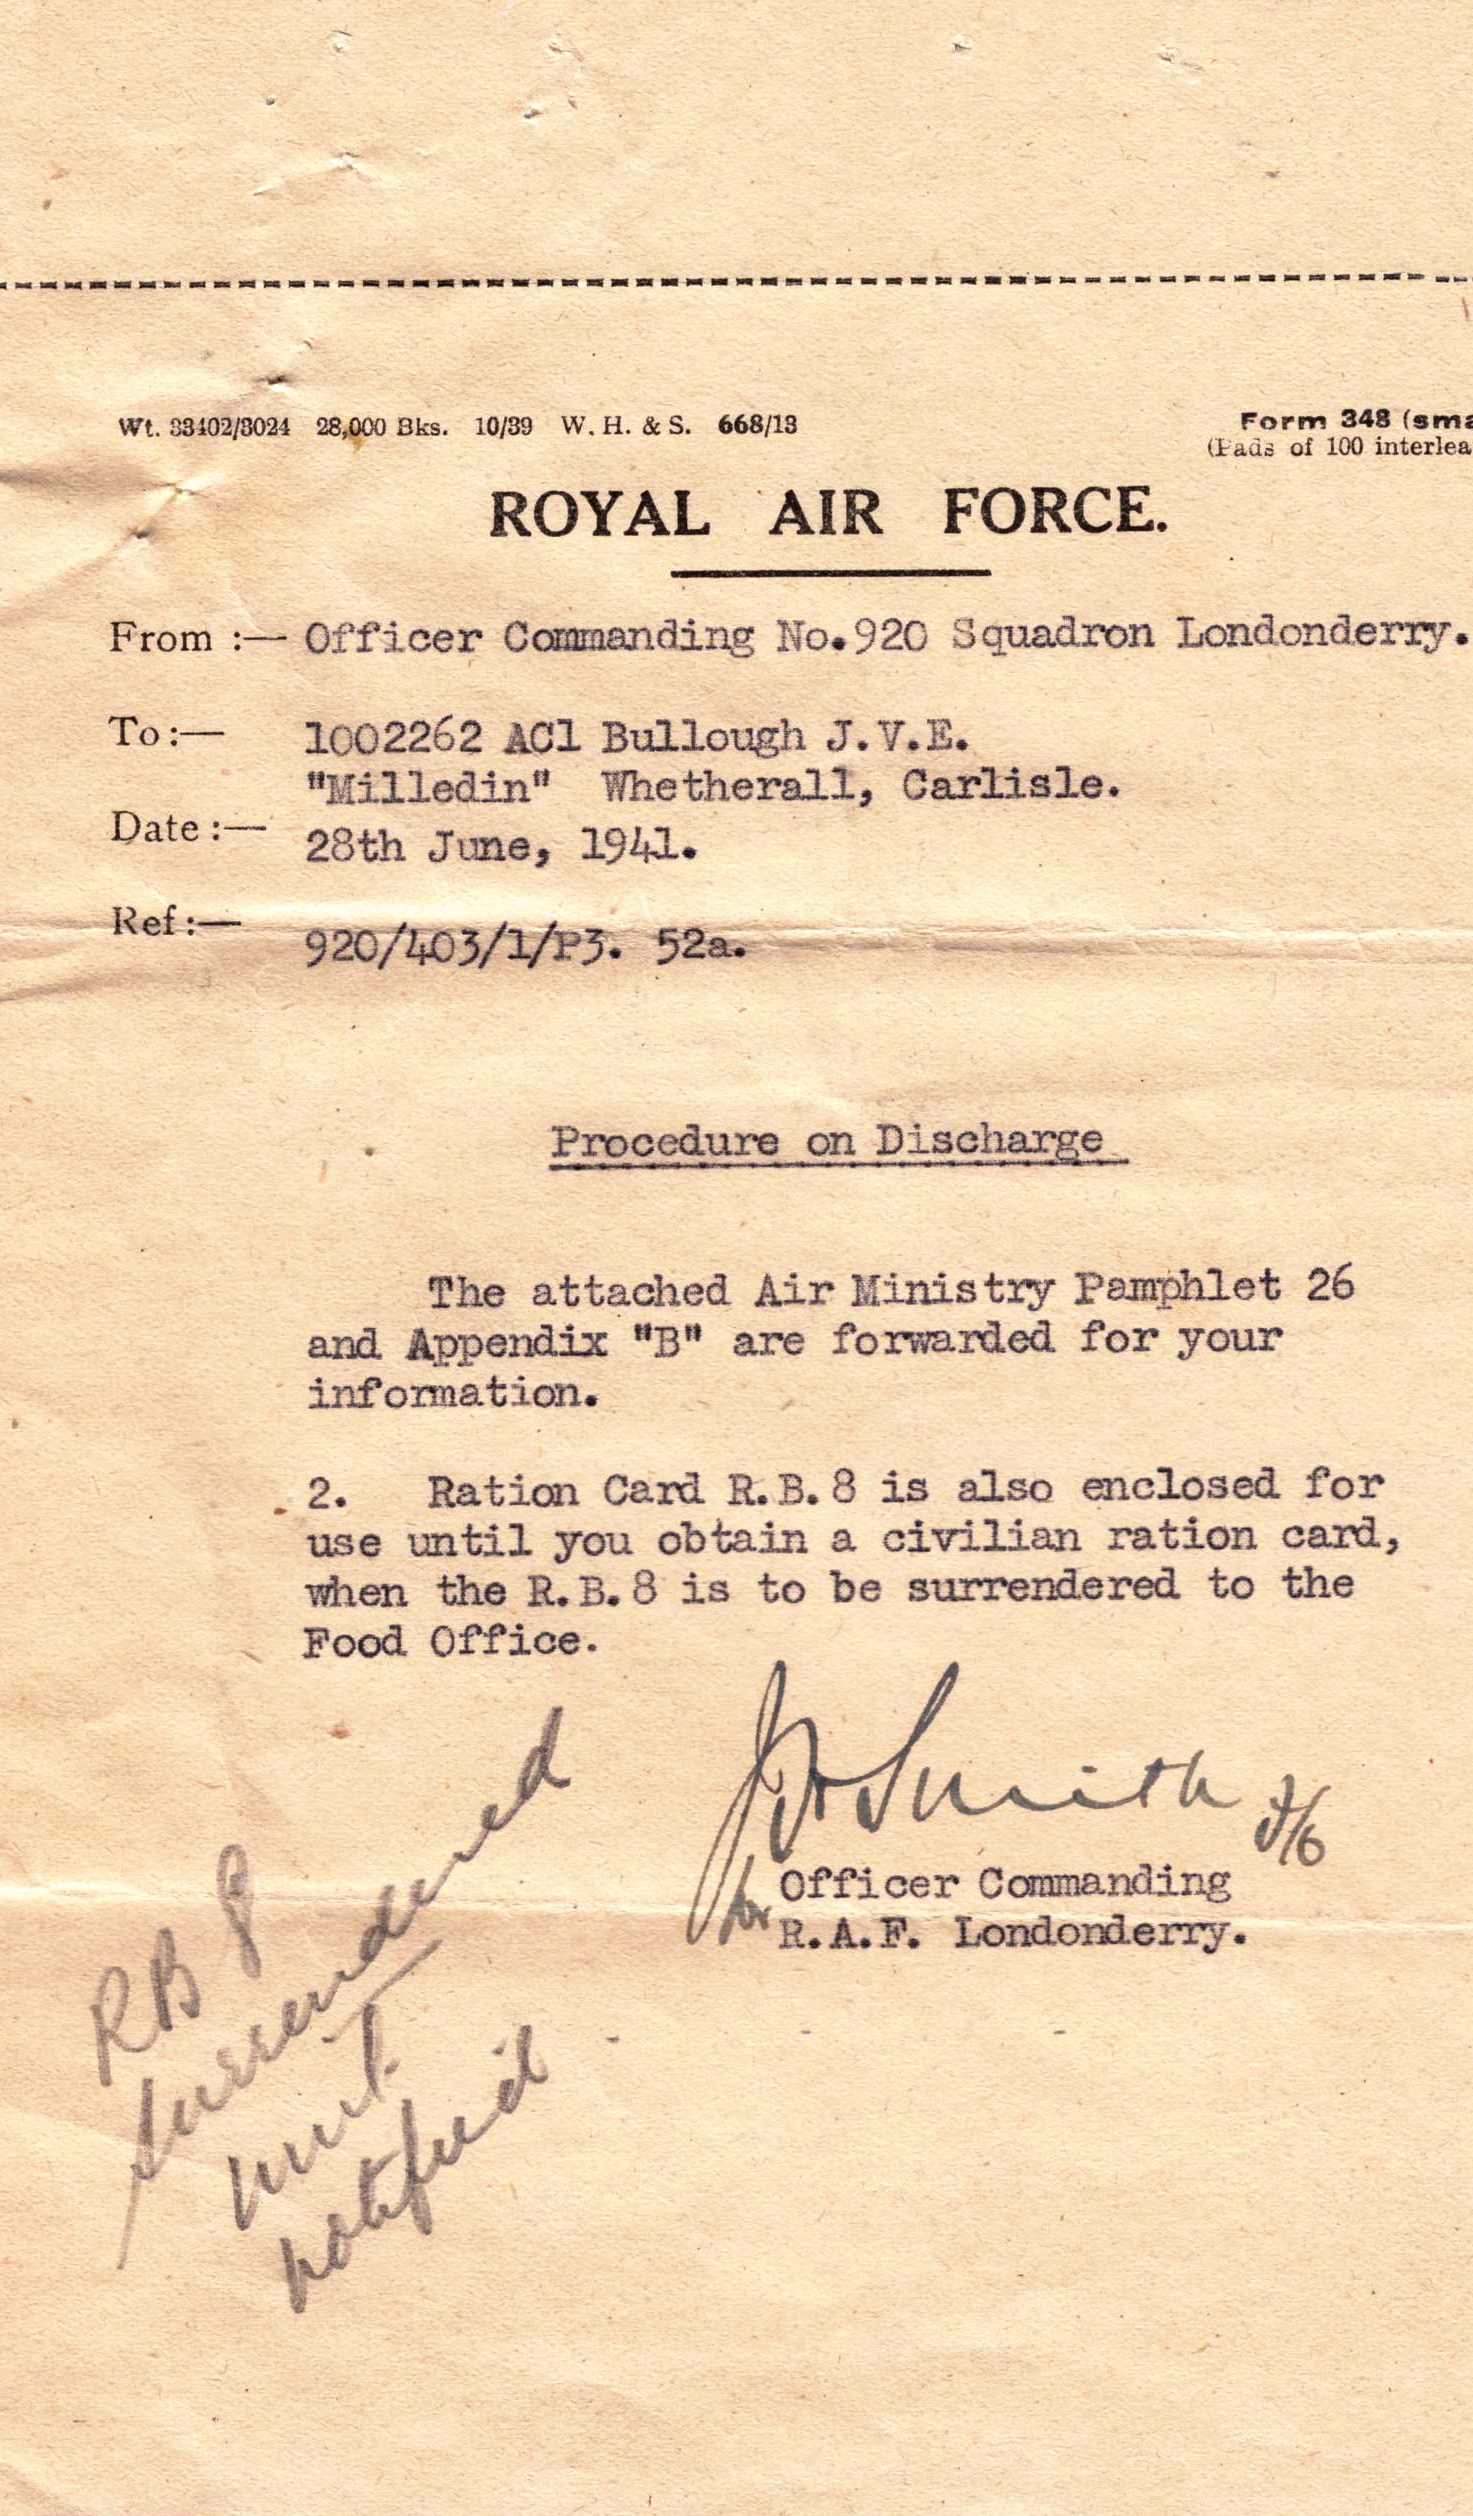 Wt. 33402/3024 28,000 Bks. 10/39 W. H. & S. 668/13
Form 348 (sma
(Pads of 100 interlea
ROYAL AIR FORCE.
From :— Officer Commanding No.920 Squadron Londonderry.
To:— 1002262 AC1 Bullough J.V.E.
"Milledin" Whetherall, Carlisle.
Date:— 28th June, 1941.
Ref:— 920/403/1/P3. 52a.
Procedure on Discharge
The attached Air Ministry Pamphlet 26
and Appendix "B" are forwarded for your
information.
2. Ration Card R.B.8 is also enclosed for
use until you obtain a civilian ration card,
when the R.B.8 is to be surrendered to the
Food Office.
Smith F/O
for Officer Commanding
R.A.F. Londonderry.
RB 8
surrendered
unit
notified